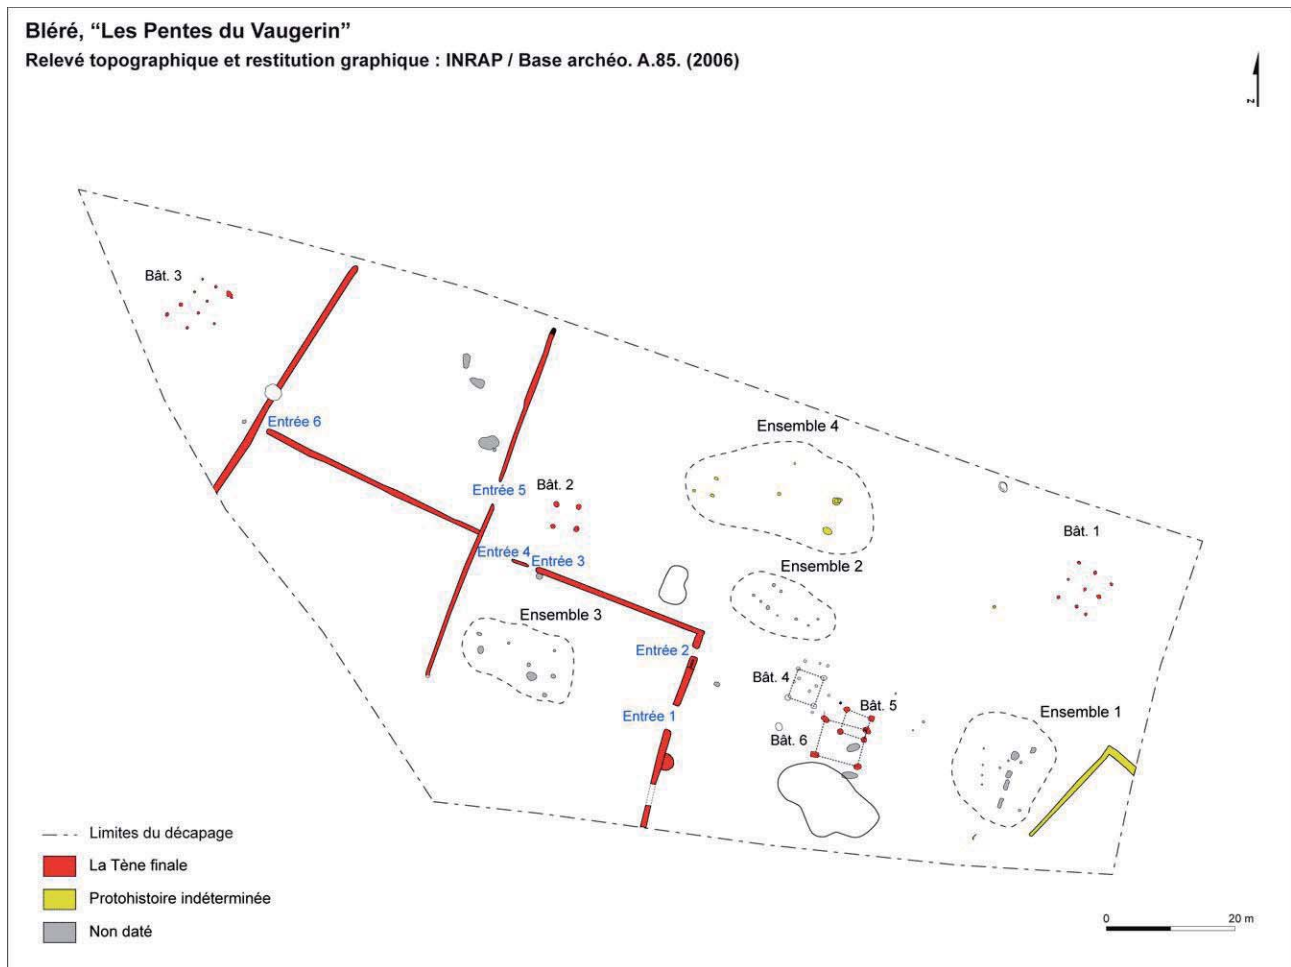 Bléré, “Les Pentes du Vaugerin”
Relevé topographique et restitution graphique : INRAP / Base archéo. A.85. (2006)
N
Bât. 3
Entrée 6
Ensemble 4
Entrée 5
Bât. 2
Bât. 1
Entrée 4
Entrée 3
Ensemble 2
Ensemble 3
Entrée 2
Bât. 4
Entrée 1
Bât. 5
Ensemble 1
Bât. 6
Limites du décapage
La Tène finale
Protohistoire indéterminée
Non daté
0 20 m